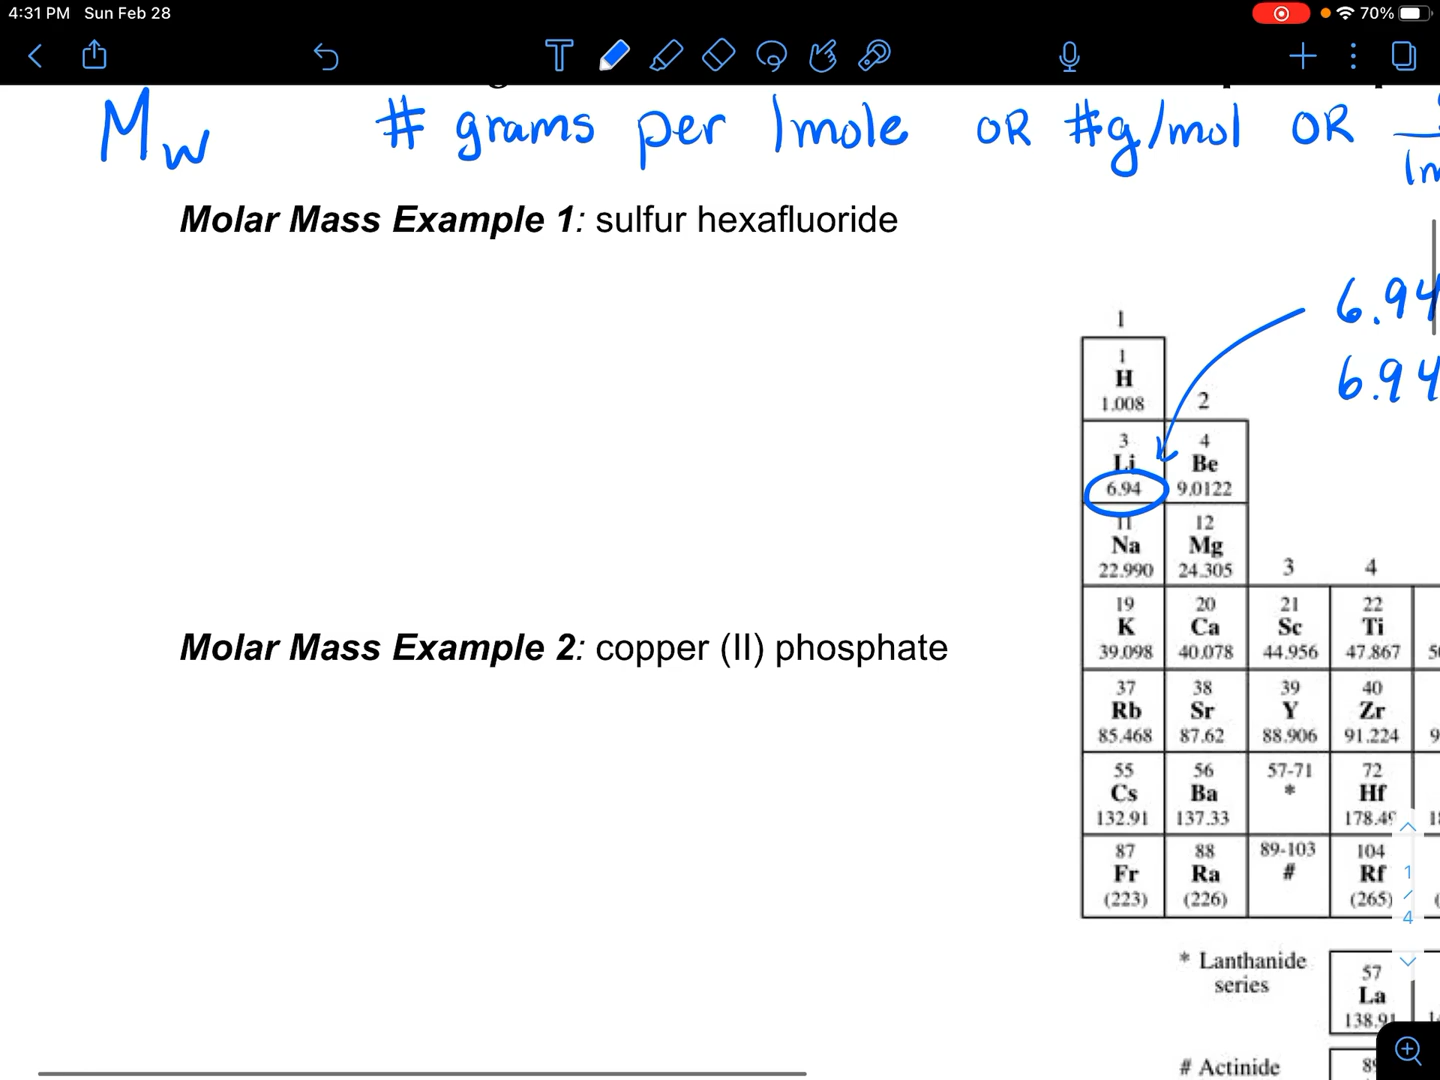 4:31 PM Sun Feb 28
70%
T
Mw # grams per 1mole OR #g/mol OR
Molar Mass Example 1: sulfur hexafluoride
6.94
6.94
1
1
H
1.008
2
3
Li
6.94
4
Be
9.0122
11
Na
22.990
12
Mg
24.305
3
4
19
K
39.098
20
Ca
40.078
21
Sc
44.956
22
Ti
47.867
Molar Mass Example 2: copper (II) phosphate
37
Rb
85.468
38
Sr
87.62
39
Y
88.906
40
Zr
91.224
55
Cs
132.91
56
Ba
137.33
57-71
*
72
Hf
178.49
87
Fr
(223)
88
Ra
(226)
89-103
#
104
Rf
(265)
1
/
4
* Lanthanide
series
57
La
138.91
# Actinide